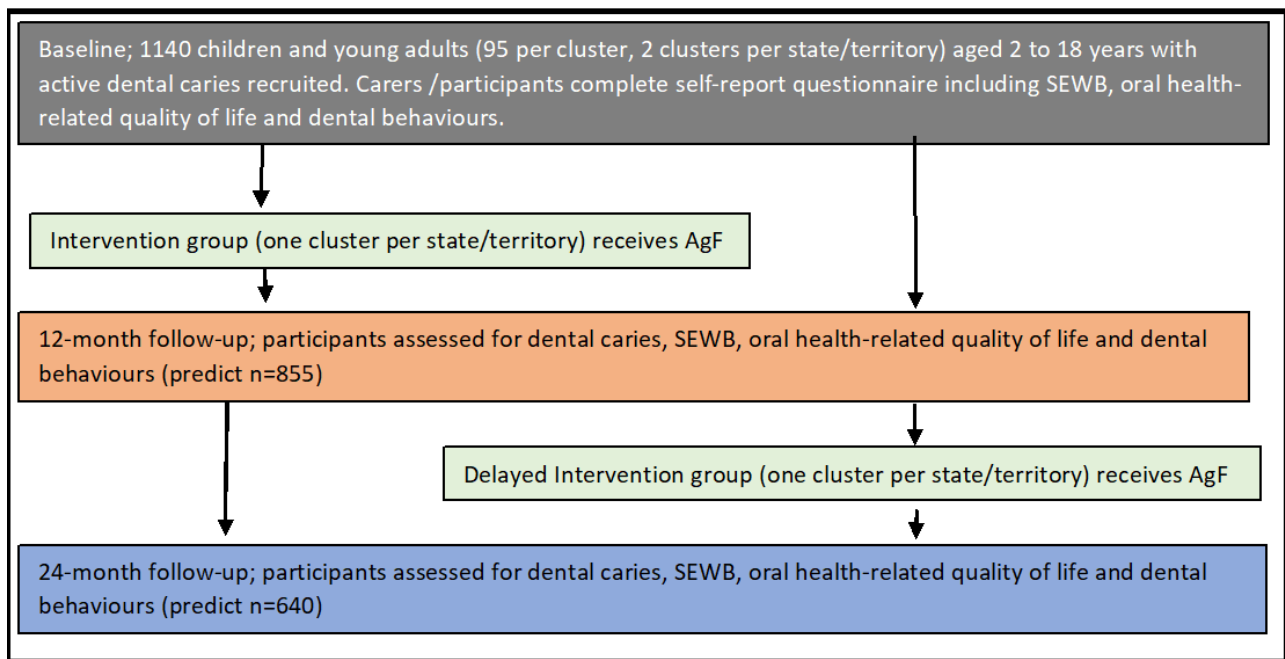 Baseline; 1140 children and young adults (95 per cluster, 2 clusters per state/territory) aged 2 to 18 years with
active dental caries recruited. Carers /participants complete self-report questionnaire including SEWB, oral health-
related quality of life and dental behaviours.
Intervention group (one cluster per state/territory) receives AgF
12-month follow-up; participants assessed for dental caries, SEWB, oral health-related quality of life and dental
behaviours (predict n=855)
Delayed Intervention group (one cluster per state/territory) receives AgF
24-month follow-up; participants assessed for dental caries, SEWB, oral health-related quality of life and dental
behaviours (predict n=640)